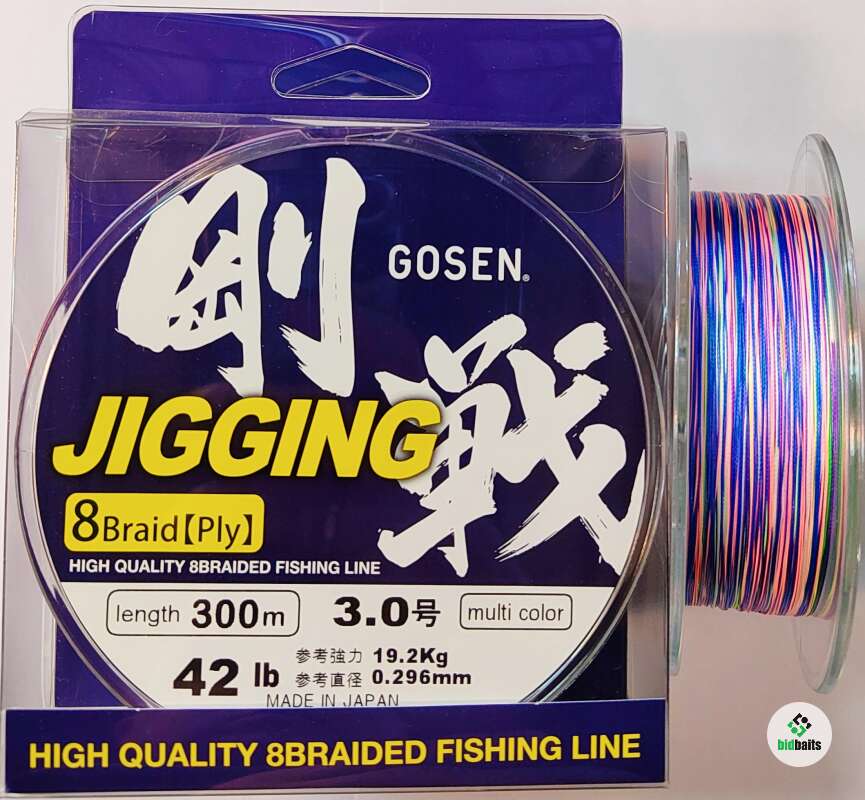 剛戦
GOSEN®
JIGGING
8Braid【Ply】
HIGH QUALITY 8BRAIDED FISHING LINE
length 300m
3.0号
multi color
42 lb
参考強力 19.2Kg
参考直径 0.296mm
MADE IN JAPAN
HIGH QUALITY 8BRAIDED FISHING LINE
bidbaits